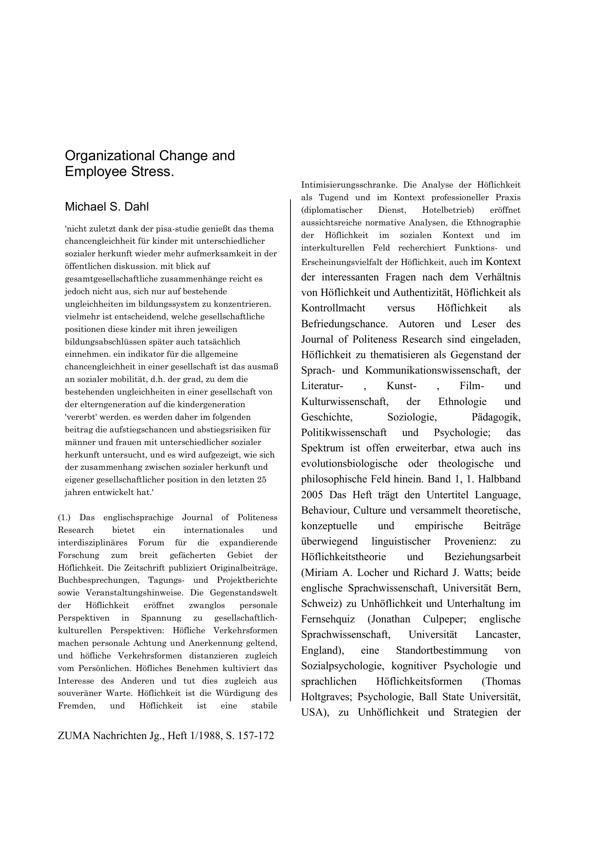 Organizational Change and
Employee Stress.
Michael S. Dahl
'nicht zuletzt dank der pisa-studie genießt das thema
chancengleichheit für kinder mit unterschiedlicher
sozialer herkunft wieder mehr aufmerksamkeit in der
öffentlichen diskussion. mit blick auf
gesamtgesellschaftliche zusammenhänge reicht es
jedoch nicht aus, sich nur auf bestehende
ungleichheiten im bildungssystem zu konzentrieren.
vielmehr ist entscheidend, welche gesellschaftliche
positionen diese kinder mit ihren jeweiligen
bildungsabschlüssen später auch tatsächlich
einnehmen. ein indikator für die allgemeine
chancengleichheit in einer gesellschaft ist das ausmaß
an sozialer mobilität, d.h. der grad, zu dem die
bestehenden ungleichheiten in einer gesellschaft von
der elterngeneration auf die kindergeneration
'vererbt' werden. es werden daher im folgenden
beitrag die aufstiegschancen und abstiegsrisiken für
männer und frauen mit unterschiedlicher sozialer
herkunft untersucht, und es wird aufgezeigt, wie sich
der zusammenhang zwischen sozialer herkunft und
eigener gesellschaftlicher position in den letzten 25
jahren entwickelt hat.'
(1.) Das englischsprachige Journal of Politeness
Research bietet ein internationales und
interdisziplinäres Forum für die expandierende
Forschung zum breit gefächerten Gebiet der
Höflichkeit. Die Zeitschrift publiziert Originalbeiträge,
Buchbesprechungen, Tagungs- und Projektberichte
sowie Veranstaltungshinweise. Die Gegenstandswelt
der Höflichkeit eröffnet zwanglos personale
Perspektiven in Spannung zu gesellschaftlich-
kulturellen Perspektiven: Höfliche Verkehrsformen
machen personale Achtung und Anerkennung geltend,
und höfliche Verkehrsformen distanzieren zugleich
vom Persönlichen. Höfliches Benehmen kultiviert das
Interesse des Anderen und tut dies zugleich aus
souveräner Warte. Höflichkeit ist die Würdigung des
Fremden, und Höflichkeit ist eine stabile
Intimisierungsschranke. Die Analyse der Höflichkeit
als Tugend und im Kontext professioneller Praxis
(diplomatischer Dienst, Hotelbetrieb) eröffnet
aussichtsreiche normative Analysen, die Ethnographie
der Höflichkeit im sozialen Kontext und im
interkulturellen Feld recherchiert Funktions- und
Erscheinungsvielfalt der Höflichkeit, auch im Kontext
der interessanten Fragen nach dem Verhältnis
von Höflichkeit und Authentizität, Höflichkeit als
Kontrollmacht versus Höflichkeit als
Befriedungschance. Autoren und Leser des
Journal of Politeness Research sind eingeladen,
Höflichkeit zu thematisieren als Gegenstand der
Sprach- und Kommunikationswissenschaft, der
Literatur- , Kunst- , Film- und
Kulturwissenschaft, der Ethnologie und
Geschichte, Soziologie, Pädagogik,
Politikwissenschaft und Psychologie; das
Spektrum ist offen erweiterbar, etwa auch ins
evolutionsbiologische oder theologische und
philosophische Feld hinein. Band 1, 1. Halbband
2005 Das Heft trägt den Untertitel Language,
Behaviour, Culture und versammelt theoretische,
konzeptuelle und empirische Beiträge
überwiegend linguistischer Provenienz: zu
Höflichkeitstheorie und Beziehungsarbeit
(Miriam A. Locher und Richard J. Watts; beide
englische Sprachwissenschaft, Universität Bern,
Schweiz) zu Unhöflichkeit und Unterhaltung im
Fernsehquiz (Jonathan Culpeper; englische
Sprachwissenschaft, Universität Lancaster,
England), eine Standortbestimmung von
Sozialpsychologie, kognitiver Psychologie und
sprachlichen Höflichkeitsformen (Thomas
Holtgraves; Psychologie, Ball State Universität,
USA), zu Unhöflichkeit und Strategien der
ZUMA Nachrichten Jg., Heft 1/1988, S. 157-172